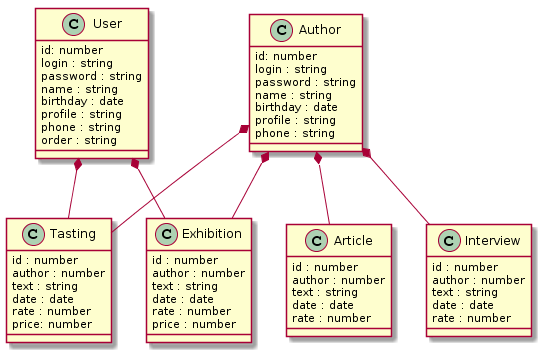 C User
id: number
login : string
password : string
name : string
birthday : date
profile : string
phone : string
order : string
C Author
id: number
login : string
password : string
name : string
birthday : date
profile : string
phone : string
C Tasting
id : number
author : number
text : string
date : date
rate : number
price: number
C Exhibition
id : number
author : number
text : string
date : date
rate : number
price : number
C Article
id : number
author : number
text : string
date : date
rate : number
C Interview
id : number
author : number
text : string
date : date
rate : number